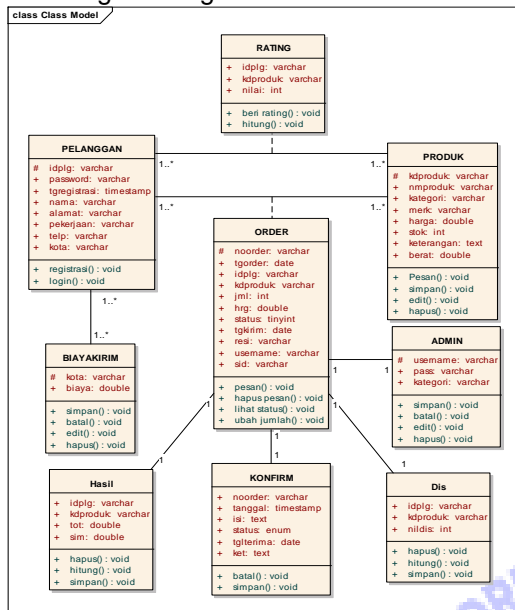 class Class Model
RATING
+ idplg: varchar
+ kdproduk: varchar
+ nilai: int
+ beri rating() : void
+ hitung() : void
PELANGGAN
# idplg: varchar
+ password: varchar
+ tgregistrasi: timestamp
+ nama: varchar
+ alamat: varchar
+ pekerjaan: varchar
+ telp: varchar
+ kota: varchar
+ registrasi() : void
+ login() : void
1..*
1..*
1..*
1..*
PRODUK
# kdproduk: varchar
+ nmproduk: varchar
+ kategori: varchar
+ merk: varchar
+ harga: double
+ stok: int
+ keterangan: text
+ berat: double
+ Pesan() : void
+ simpan() : void
+ edit() : void
+ hapus() : void
ORDER
# noorder: varchar
+ tgorder: date
+ idplg: varchar
+ kdproduk: varchar
+ jml: int
+ hrg: double
+ status: tinyint
+ tgkirim: date
+ resi: varchar
+ username: varchar
+ sid: varchar
+ pesan() : void
+ hapus pesan() : void
+ lihat status() : void
+ ubah jumlah() : void
1..*
1..*
BIAYAKIRIM
# kota: varchar
+ biaya: double
+ simpan() : void
+ batal() : void
+ edit() : void
+ hapus() : void
ADMIN
# username: varchar
+ pass: varchar
+ kategori: varchar
+ simpan() : void
+ batal() : void
+ edit() : void
+ hapus() : void
1
1
1
1
1
1
1
1
Hasil
+ idplg: varchar
+ kdproduk: varchar
+ tot: double
+ sim: double
+ hapus() : void
+ hitung() : void
+ simpan() : void
KONFIRM
+ noorder: varchar
+ tanggal: timestamp
+ isi: text
+ status: enum
+ tglterima: date
+ ket: text
+ batal() : void
+ simpan() : void
Dis
+ idplg: varchar
+ kdproduk: varchar
+ nildis: int
+ hapus() : void
+ hitung() : void
+ simpan() : void